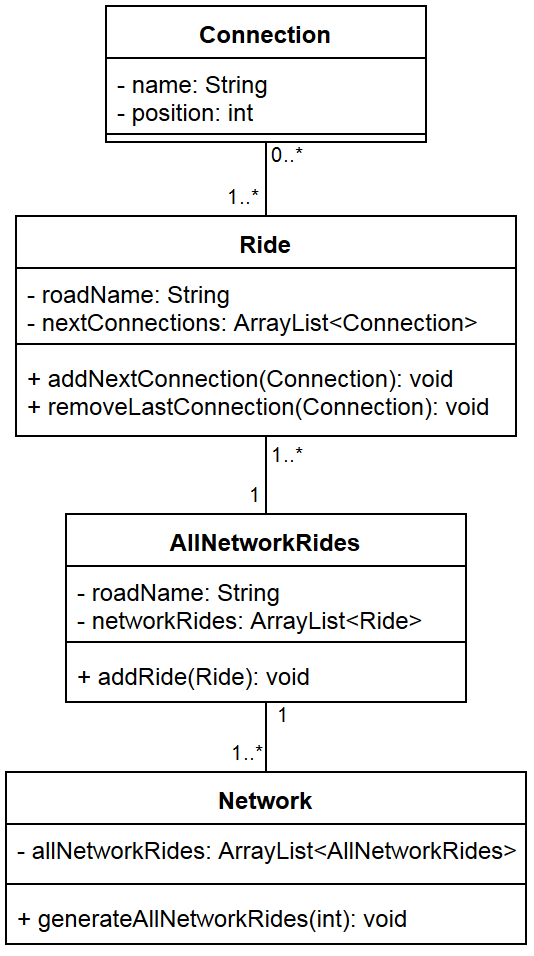 Connection
- name: String
- position: int
0..*
1..*
Ride
- roadName: String
- nextConnections: ArrayList<Connection>
+ addNextConnection(Connection): void
+ removeLastConnection(Connection): void
1..*
1
AllNetworkRides
- roadName: String
- networkRides: ArrayList<Ride>
+ addRide(Ride): void
1
1..*
Network
- allNetworkRides: ArrayList<AllNetworkRides>
+ generateAllNetworkRides(int): void